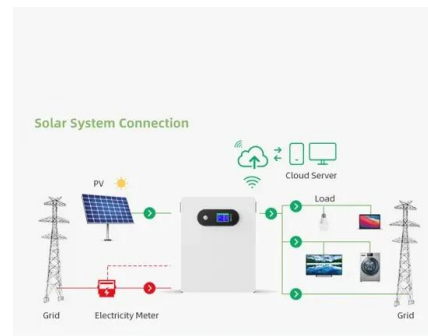 Solar System Connection
Cloud Server
PV
Load
Grid
Electricity Meter
Grid